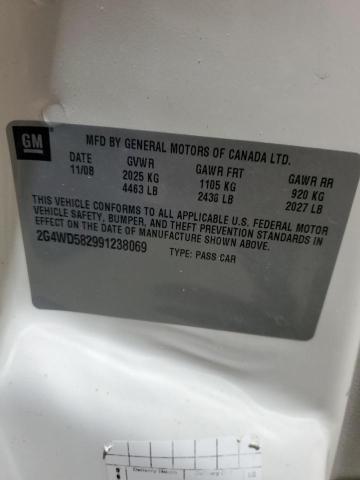 GM
MFD BY GENERAL MOTORS OF CANADA LTD.
DATE GVWR GAWR FRT GAWR RR
11/08 2025 KG 1105 KG 920 KG
4463 LB 2436 LB 2027 LB
THIS VEHICLE CONFORMS TO ALL APPLICABLE U.S. FEDERAL MOTOR
VEHICLE SAFETY, BUMPER, AND THEFT PREVENTION STANDARDS IN
EFFECT ON THE DATE OF MANUFACTURE SHOWN ABOVE.
2G4WD582991238069 TYPE: PASS CAR